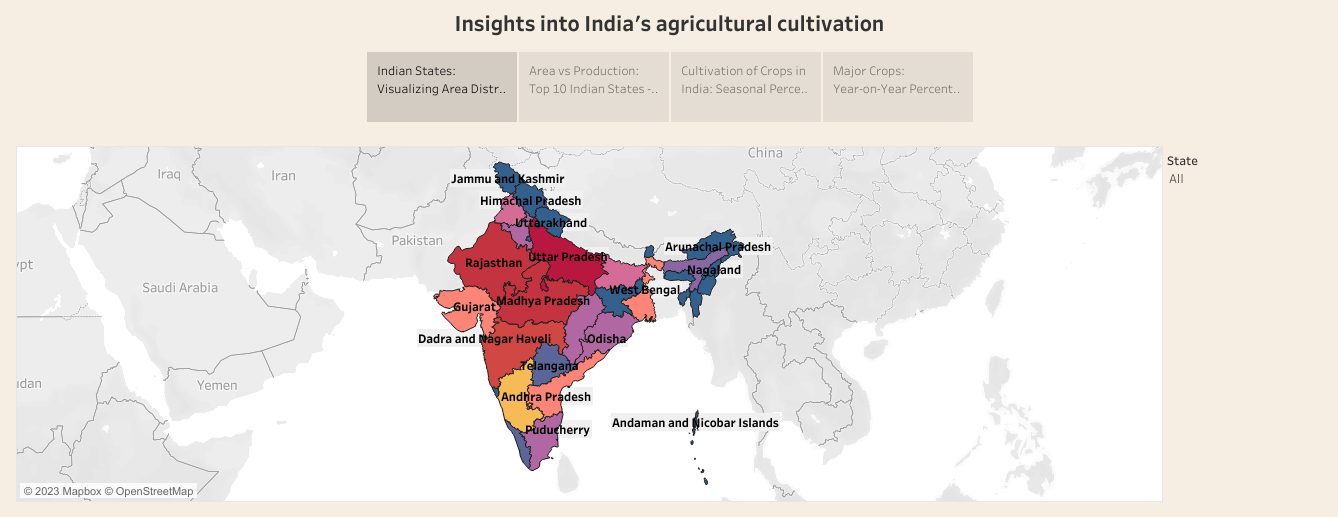 Insights into India's agricultural cultivation
Indian States:
Visualizing Area Distr..
Area vs Production:
Top 10 Indian States -..
Cultivation of Crops in
India: Seasonal Perce..
Major Crops:
Year-on-Year Percent..
State
All
China
Iraq
Iran
Jammu and Kashmir
Himachal Pradesh
Uttarakhand
Pakistan
Arunachal Pradesh
Uttar Pradesh
Rajasthan
ypt
Nagaland
Saudi Arabia
West Bengal
Madhya Pradesh
Gujarat
Dadra and Nagar Haveli
Odisha
Telangana
udan
Yemen
Andhra Pradesh
Andaman and Nicobar Islands
Puducherry
© 2023 Mapbox © OpenStreetMap